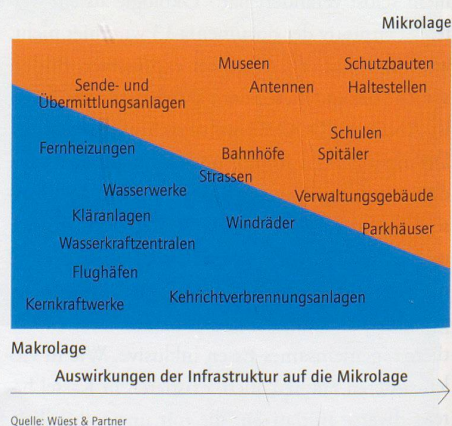 Mikrolage
Museen Schutzbauten
Sende- und Antennen Haltestellen
Übermittlungsanlagen
Schulen
Fernheizungen Bahnhöfe Spitäler
Strassen
Wasserwerke Verwaltungsgebäude
Kläranlagen Windräder Parkhäuser
Wasserkraftzentralen
Flughäfen
Kernkraftwerke Kehrichtverbrennungsanlagen
Makrolage
Auswirkungen der Infrastruktur auf die Mikrolage
Quelle: Wüest & Partner